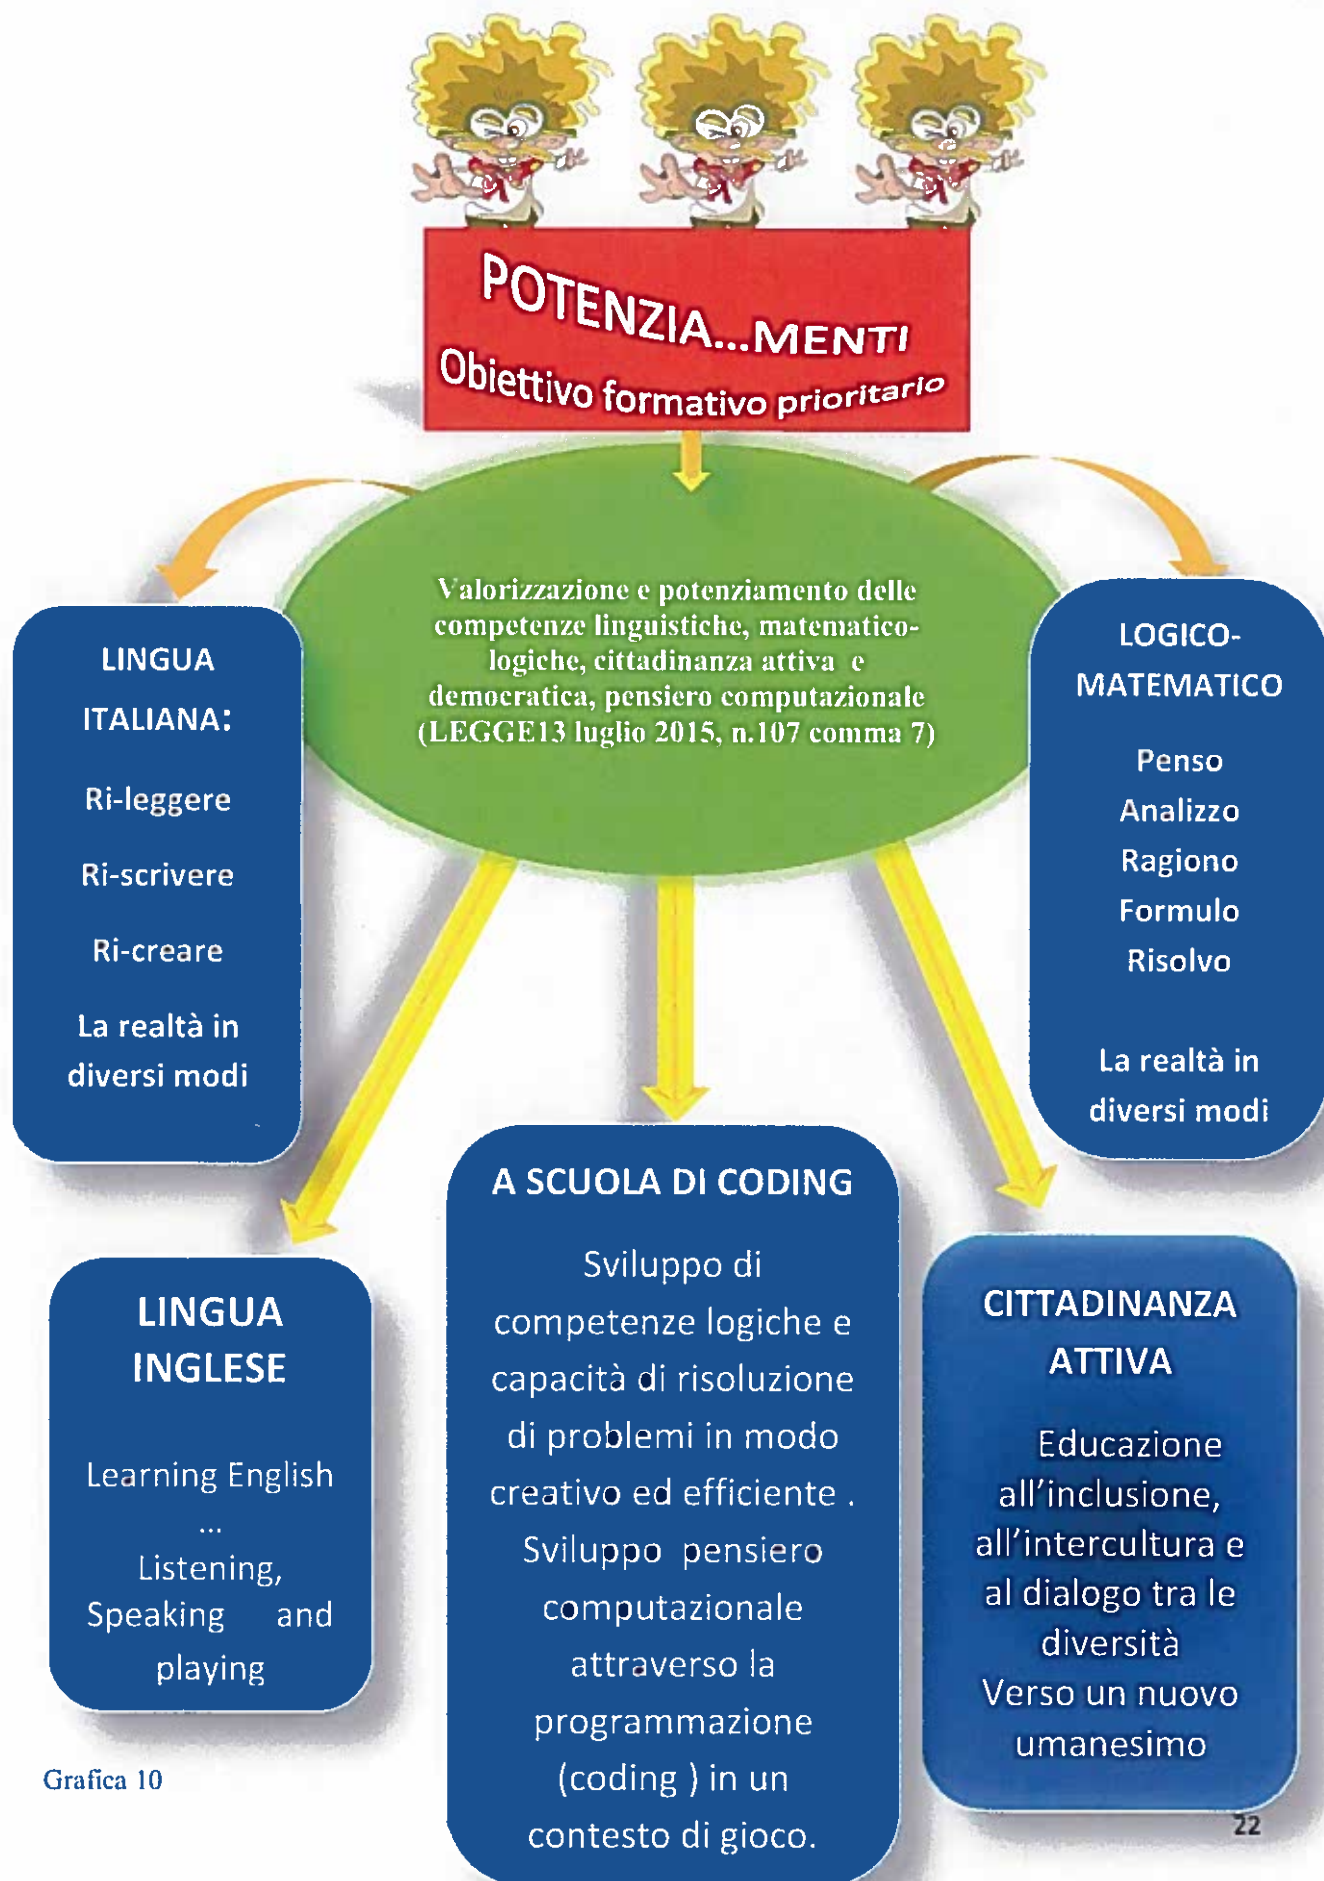 POTENZIA...MENTI
Obiettivo formativo prioritario
Valorizzazione e potenziamento delle
competenze linguistiche, matematico-
logiche, cittadinanza attiva e
democratica, pensiero computazionale
(LEGGE13 luglio 2015, n.107 comma 7)
LINGUA
ITALIANA:
Ri-leggere
Ri-scrivere
Ri-creare
La realtà in
diversi modi
LOGICO-
MATEMATICO
Penso
Analizzo
Ragiono
Formulo
Risolvo
La realtà in
diversi modi
LINGUA
INGLESE
Learning English
...
Listening,
Speaking and
playing
A SCUOLA DI CODING
Sviluppo di
competenze logiche e
capacità di risoluzione
di problemi in modo
creativo ed efficiente .
Sviluppo pensiero
computazionale
attraverso la
programmazione
(coding ) in un
contesto di gioco.
CITTADINANZA
ATTIVA
Educazione
all'inclusione,
all'intercultura e
al dialogo tra le
diversità
Verso un nuovo
umanesimo
Grafica 10
22